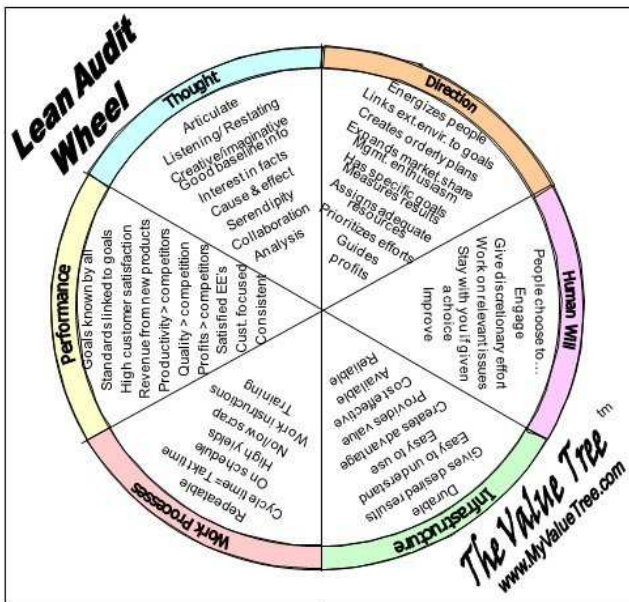 Lean Audit
Wheel
Thought
Articulate
Listening/ Restating
Creative/imaginative
Good baseline info
Interest in facts
Cause & effect
Serendipity
Collaboration
Analysis
Direction
Energizes people
Links ext.envir. to goals
Creates orderly plans
Expands market share
Mgmt. enthusiasm
Has specific goals
Measures results
Assigns adequate
resources
Prioritizes efforts
Guides
profits
Human Will
People choose to...
Engage
Give discretionary effort
Work on relevant issues
Stay with you if given
a choice
Improve
Infrastructure
Durable
Gives desired results
Easy to understand
Easy to use
Creates advantage
Provides value
Cost effective
Available
Reliable
Work Processes
Cycle time= Takt time
Repeatable
On schedule
High yields
No/low scrap
Work instructions
Training
Performance
Goals known by all
Standards linked to goals
High customer satisfaction
Revenue from new products
Productivity > competitors
Quality > competition
Profits > competitors
Satisfied EE's
Cust. focused
Consistent
The Value Tree tm
www.MyValueTree.com